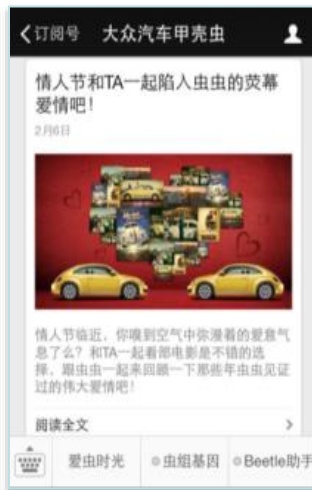 订阅号 大众汽车甲壳虫
情人节和TA一起陷入虫虫的荧幕
爱情吧！
2月6日
情人节临近，你嗅到空气中弥漫着的爱意气
息了么？和TA一起看部电影是不错的选
择，跟虫虫一起来回顾一下那些年虫虫见证
过的伟大爱情吧！
阅读全文
爱虫时光 虫组基因 Beetle助手